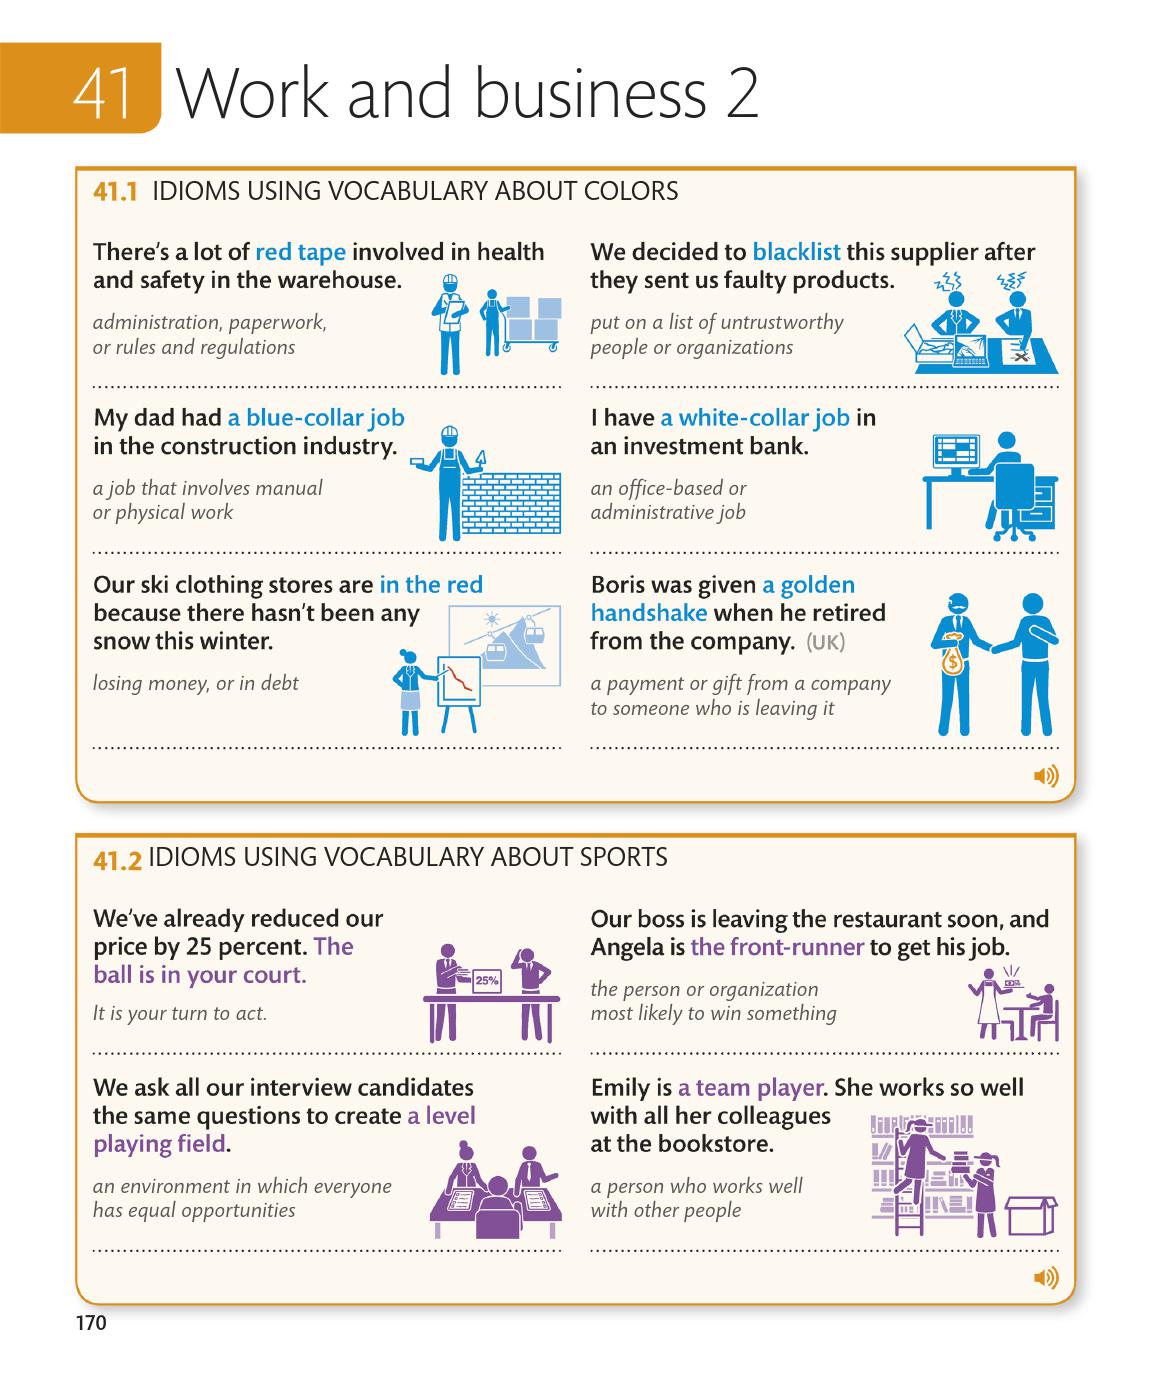 41 Work and business 2
41.1 IDIOMS USING VOCABULARY ABOUT COLORS
There's a lot of red tape involved in health
and safety in the warehouse.
administration, paperwork,
or rules and regulations
We decided to blacklist this supplier after
they sent us faulty products.
put on a list of untrustworthy
people or organizations
My dad had a blue-collar job
in the construction industry.
a job that involves manual
or physical work
I have a white-collar job in
an investment bank.
an office-based or
administrative job
Our ski clothing stores are in the red
because there hasn't been any
snow this winter.
losing money, or in debt
Boris was given a golden
handshake when he retired
from the company. (UK)
a payment or gift from a company
to someone who is leaving it
$
41.2 IDIOMS USING VOCABULARY ABOUT SPORTS
We've already reduced our
price by 25 percent. The
ball is in your court.
It is your turn to act.
25%
Our boss is leaving the restaurant soon, and
Angela is the front-runner to get his job.
the person or organization
most likely to win something
We ask all our interview candidates
the same questions to create a level
playing field.
an environment in which everyone
has equal opportunities
Emily is a team player. She works so well
with all her colleagues
at the bookstore.
a person who works well
with other people
170